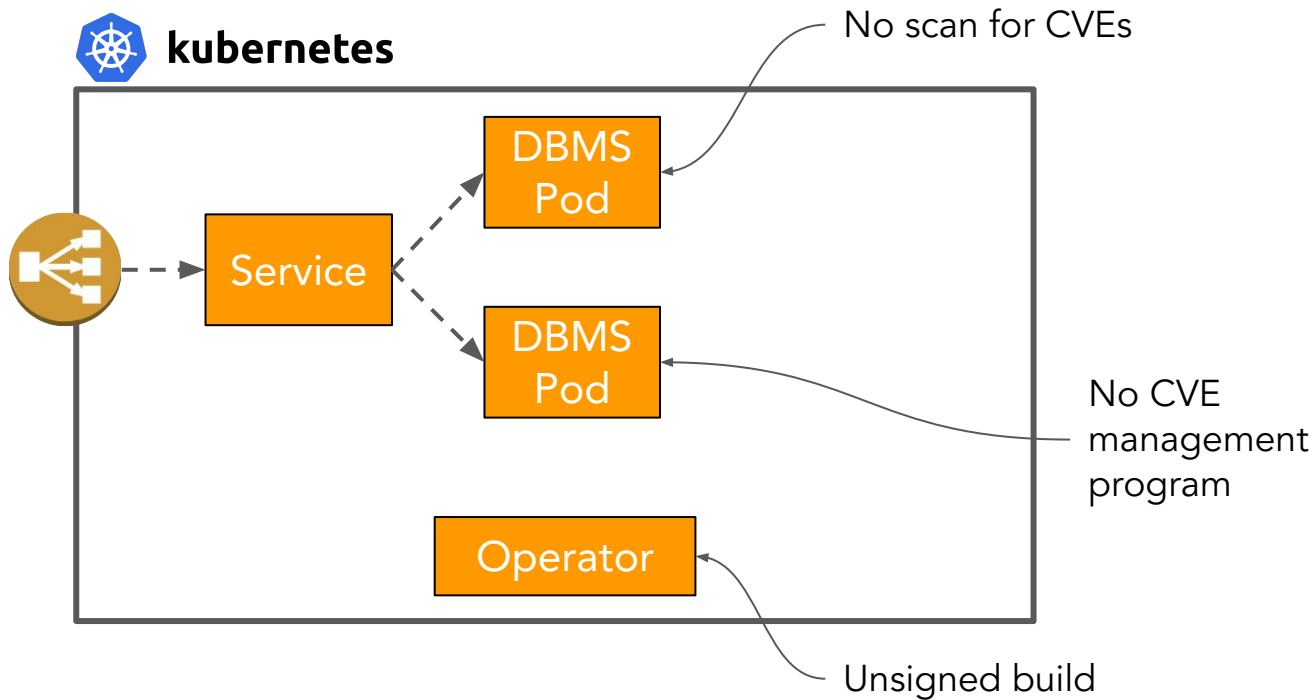 No scan for CVEs
kubernetes
DBMS
Pod
Service
DBMS
Pod
No CVE
management
program
Operator
Unsigned build